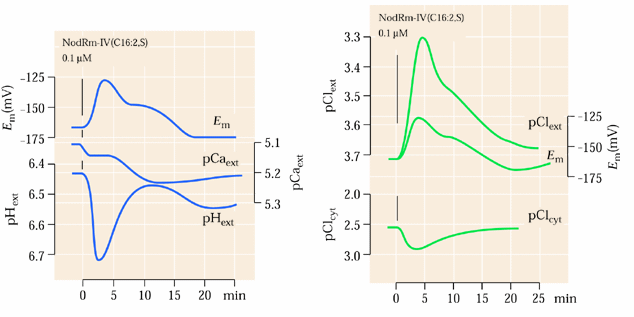 NodRm-IV(C16:2,S)
0.1 µM
Em(mV)
-125
-150
-175
Em
5.1
5.2
5.3
pCaext
pCaext
6.4
6.5
6.6
6.7
pHext
pHext
0 5 10 15 20 min
NodRm-IV(C16:2,S)
0.1 µM
3.3
3.4
3.5
3.6
3.7
pClext
pClext
Em
-125
-150
-175
Em(mV)
2.0
2.5
3.0
pClcyt
pClcyt
0 5 10 15 20 25 min